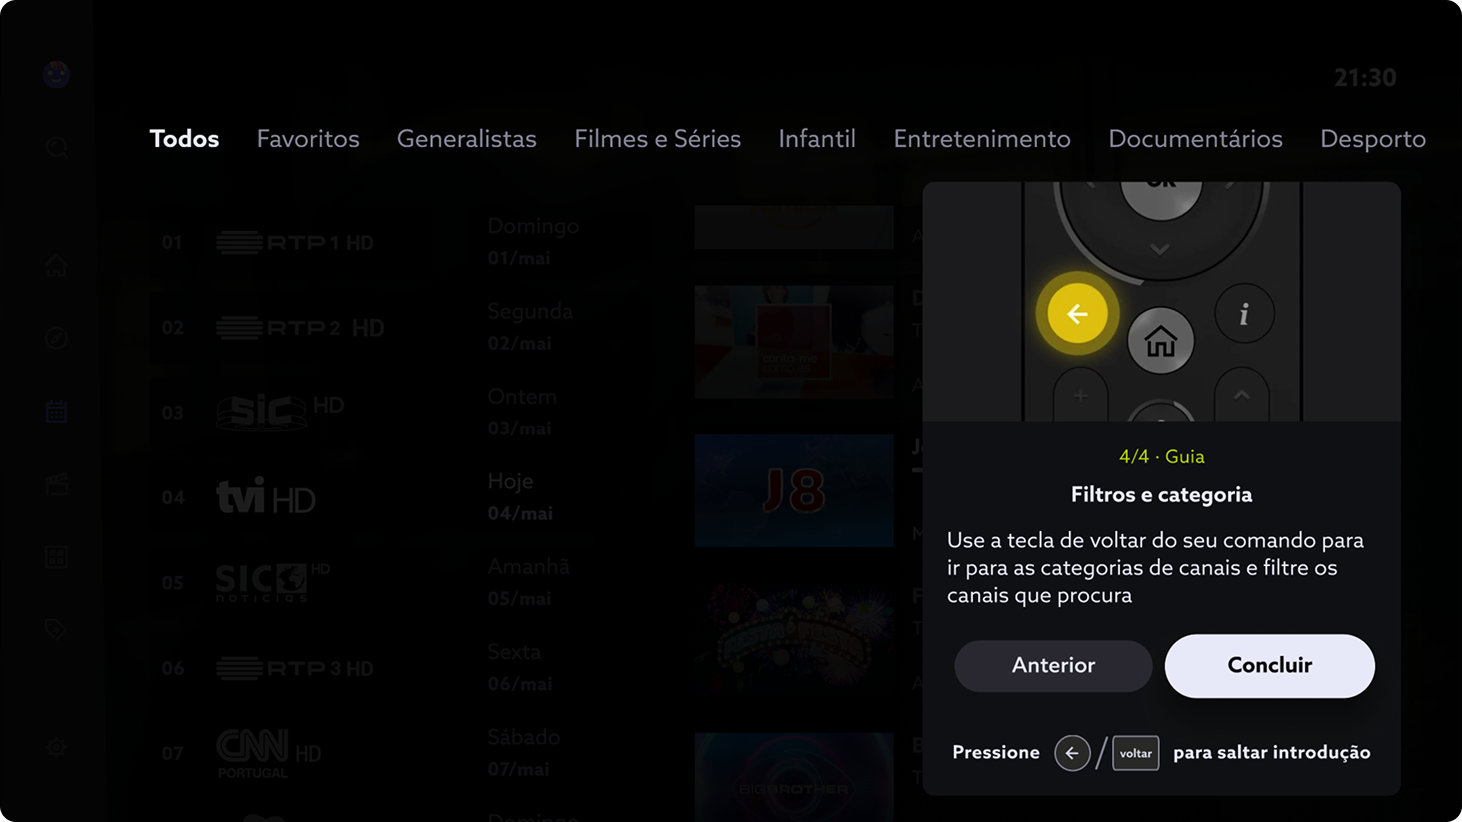 21:30
Todos Favoritos Generalistas Filmes e Séries Infantil Entretenimento Documentários Desporto
01 RTP 1 HD
02 RTP 2 HD
03 SIC HD
04 tvi HD
05 SIC NOTÍCIAS HD
06 RTP 3 HD
07 CNN PORTUGAL HD
Domingo
01/mai
Segunda
02/mai
Ontem
03/mai
Hoje
04/mai
Amanhã
05/mai
Sexta
06/mai
Sábado
07/mai
Domingo
J8
BIG BROTHER
OK
i
+
4/4 · Guia
Filtros e categoria
Use a tecla de voltar do seu comando para
ir para as categorias de canais e filtre os
canais que procura
Anterior Concluir
Pressione / voltar para saltar introdução